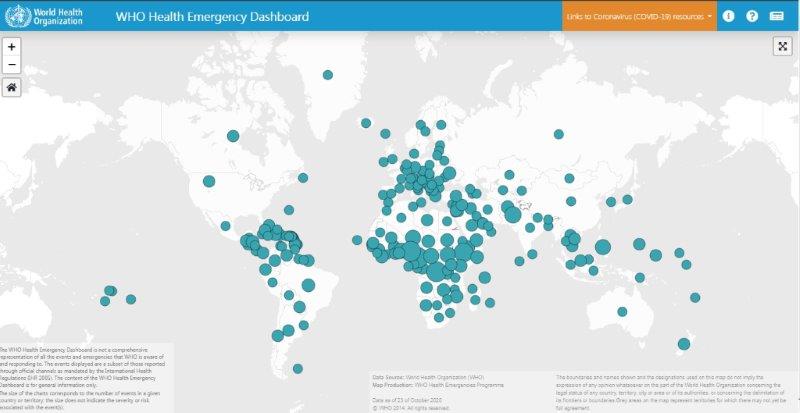 World Health
Organization
WHO Health Emergency Dashboard
Links to Coronavirus (COVID-19) resources
+
−
The WHO Health Emergency Dashboard is not a comprehensive
representation of all the events and emergencies that WHO is aware of
and responding to. The events displayed are a subset of those reported
through official channels as mandated by the International Health
Regulations (IHR 2005). The content of the WHO Health Emergency
Dashboard is for general information only.
The size of the charts corresponds to the number of events in a given
country or territory; the size does not indicate the severity or risk
associated with the event(s).
Data Source: World Health Organization (WHO)
Map Production: WHO Health Emergencies Programme
Data as of 23 of October 2020
© WHO 2014. All rights reserved.
The boundaries and names shown and the designations used on this map do not imply the
expression of any opinion whatsoever on the part of the World Health Organization concerning the
legal status of any country, territory, city or area or of its authorities, or concerning the delimitation
of its frontiers or boundaries. Grey areas on the map represent territories for which there may not yet be
full agreement.